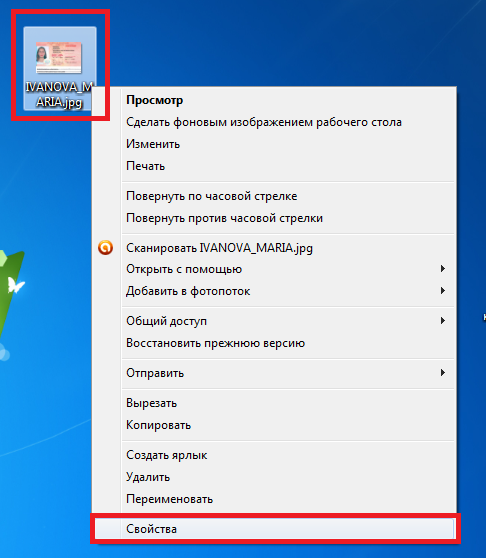 IVANOVA_M
ARIA.jpg
Просмотр
Сделать фоновым изображением рабочего стола
Изменить
Печать
Повернуть по часовой стрелке
Повернуть против часовой стрелки
Сканировать IVANOVA_MARIA.jpg
Открыть с помощью
Добавить в фотопоток
Общий доступ
Восстановить прежнюю версию
Отправить
Вырезать
Копировать
Создать ярлык
Удалить
Переименовать
Свойства